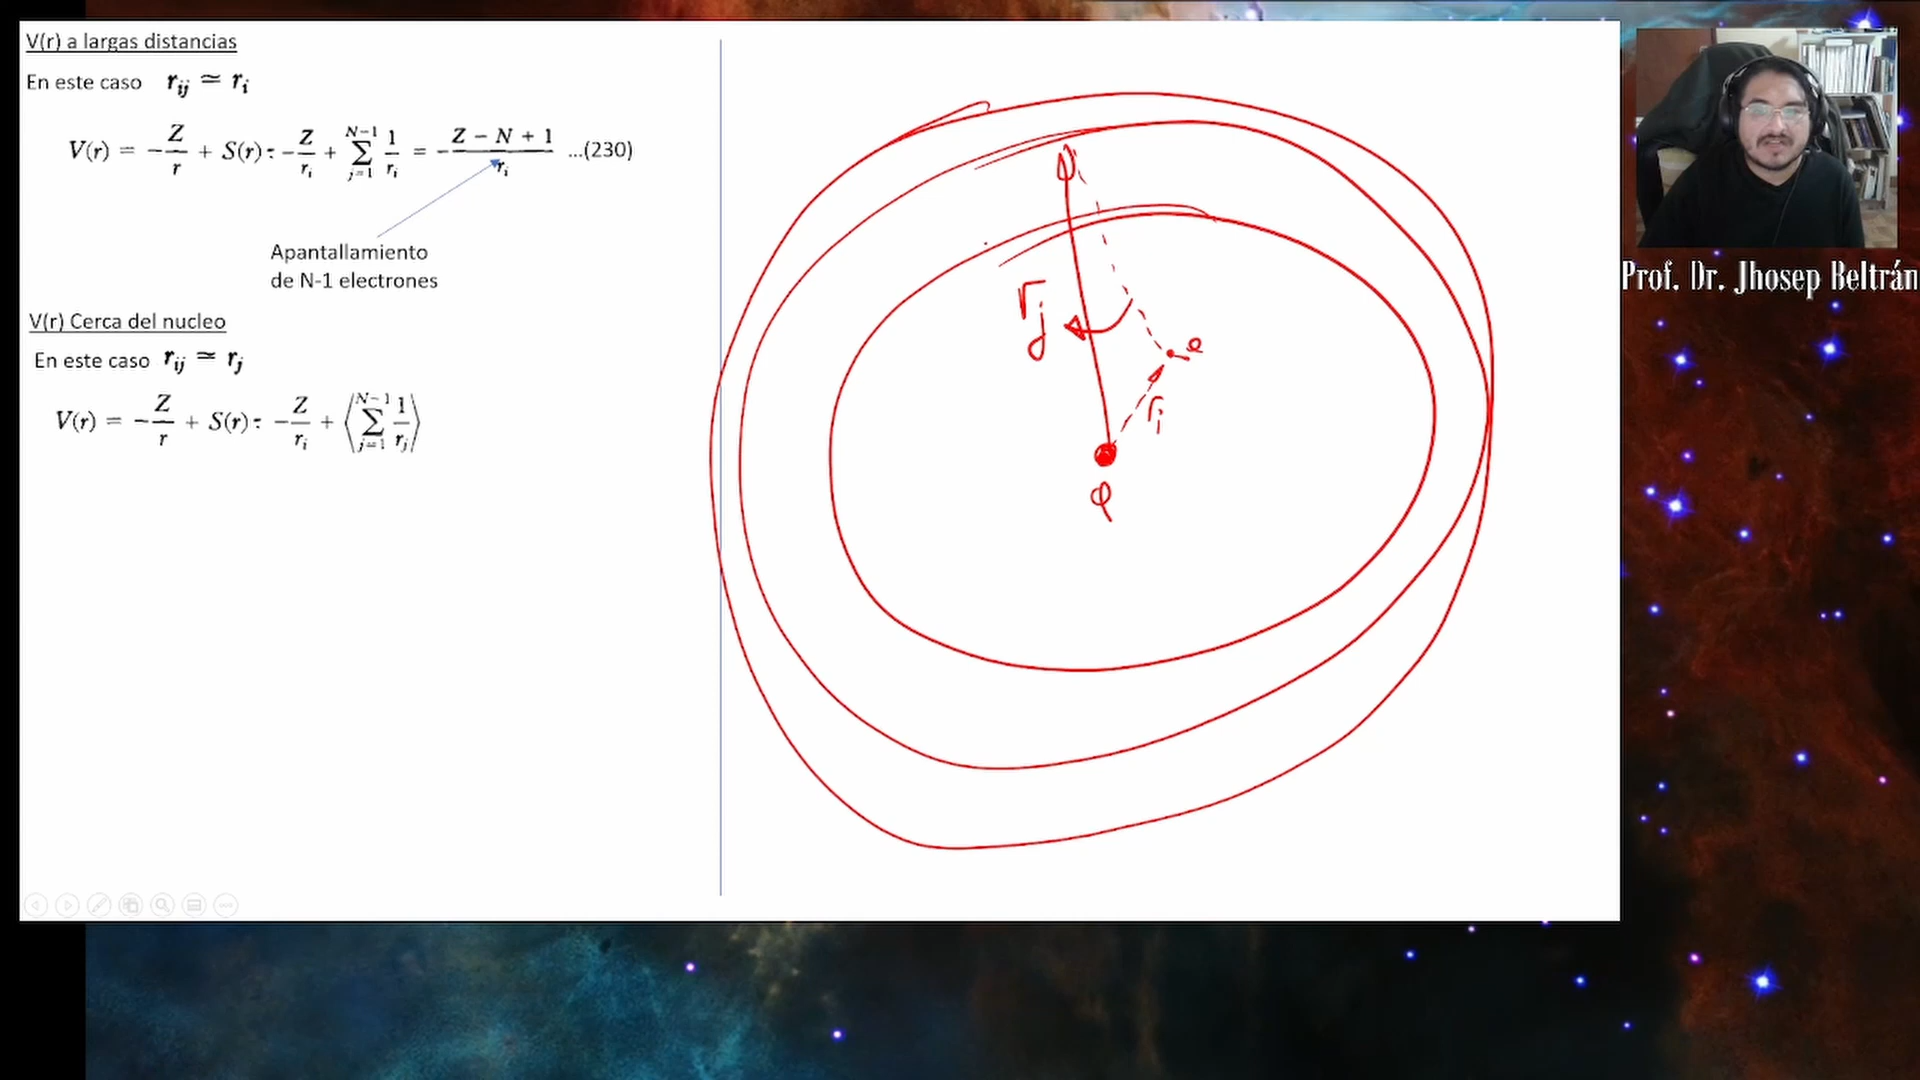 V(r) a largas distancias
En este caso r_ij ≃ r_i
V(r) = -Z/r + S(r) = -Z/r_i + Σ_{j=1}^{N-1} 1/r_i = -(Z - N + 1)/r_i ...(230)
Apantallamiento
de N-1 electrones
V(r) Cerca del nucleo
En este caso r_ij ≃ r_j
V(r) = -Z/r + S(r) = -Z/r_i + ⟨Σ_{j=1}^{N-1} 1/r_j⟩
r_j
e
r_i
Prof. Dr. Jhosep Beltrán